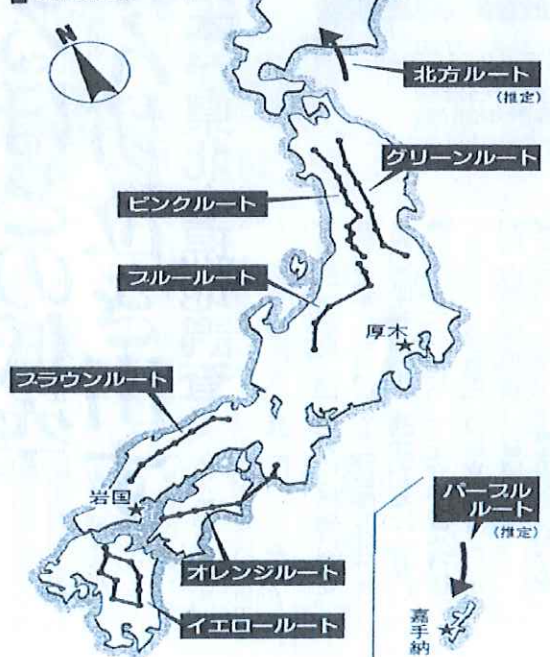 N
北方ルート
(推定)
グリーンルート
ピンクルート
ブルールート
厚木
ブラウンルート
岩国
パープル
ルート
(推定)
オレンジルート
嘉手納
イエロールート